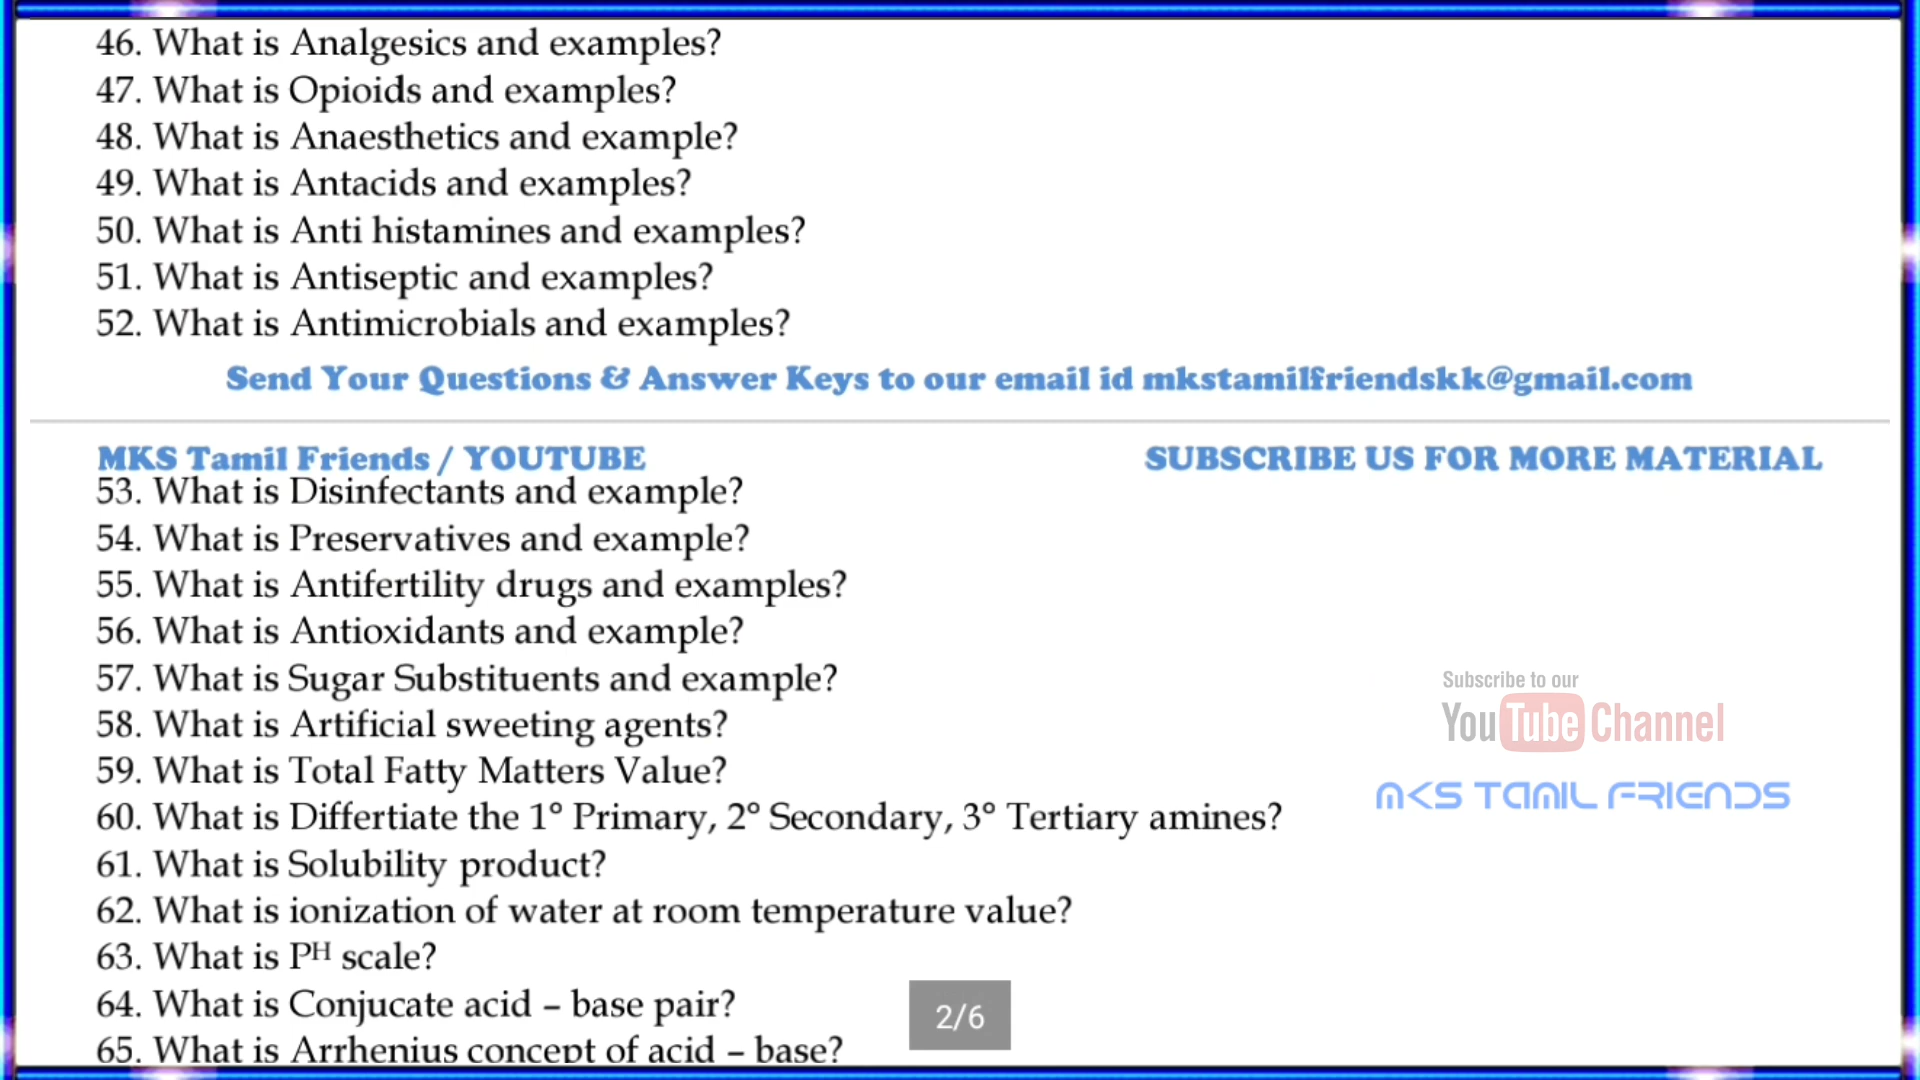 46. What is Analgesics and examples?
47. What is Opioids and examples?
48. What is Anaesthetics and example?
49. What is Antacids and examples?
50. What is Anti histamines and examples?
51. What is Antiseptic and examples?
52. What is Antimicrobials and examples?
Send Your Questions & Answer Keys to our email id mkstamilfriendskk@gmail.com
MKS Tamil Friends / YOUTUBE SUBSCRIBE US FOR MORE MATERIAL
53. What is Disinfectants and example?
54. What is Preservatives and example?
55. What is Antifertility drugs and examples?
56. What is Antioxidants and example?
57. What is Sugar Substituents and example?
58. What is Artificial sweeting agents?
59. What is Total Fatty Matters Value?
60. What is Differtiate the 1° Primary, 2° Secondary, 3° Tertiary amines?
61. What is Solubility product?
62. What is ionization of water at room temperature value?
63. What is Pᴴ scale?
64. What is Conjucate acid – base pair?
65. What is Arrhenius concept of acid – base?
Subscribe to our
YouTube Channel
MKS TAMIL FRIENDS
2/6